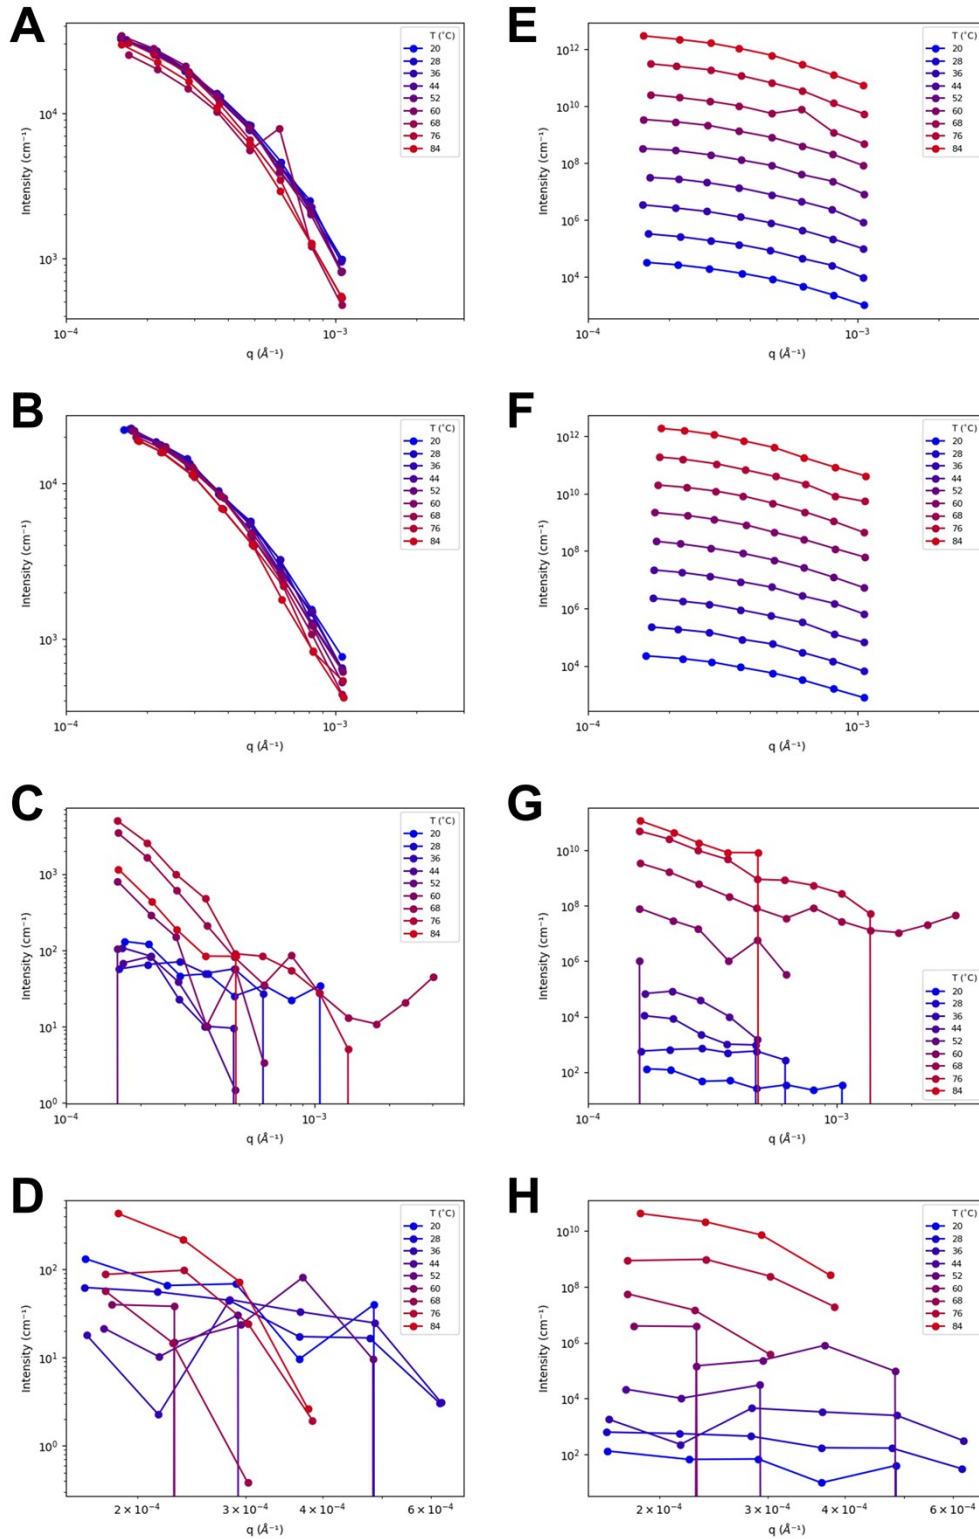 A
T (˚C)
20
28
36
44
52
60
68
76
84
10⁴
10³
Intensity (cm⁻¹)
10⁻⁴
10⁻³
q (Å⁻¹)
E
T (˚C)
20
28
36
44
52
60
68
76
84
10¹²
10¹⁰
10⁸
10⁶
10⁴
Intensity (cm⁻¹)
10⁻⁴
10⁻³
q (Å⁻¹)
B
T (˚C)
20
28
36
44
52
60
68
76
84
10⁴
10³
Intensity (cm⁻¹)
10⁻⁴
10⁻³
q (Å⁻¹)
F
T (˚C)
20
28
36
44
52
60
68
76
84
10¹²
10¹⁰
10⁸
10⁶
10⁴
Intensity (cm⁻¹)
10⁻⁴
10⁻³
q (Å⁻¹)
C
T (˚C)
20
28
36
44
52
60
68
76
84
10³
10²
10¹
10⁰
Intensity (cm⁻¹)
10⁻⁴
10⁻³
q (Å⁻¹)
G
10¹⁰
10⁸
10⁶
10⁴
10²
Intensity (cm⁻¹)
T (˚C)
20
28
36
44
52
60
68
76
84
10⁻⁴
10⁻³
q (Å⁻¹)
D
T (˚C)
20
28
36
44
52
60
68
76
84
10²
10¹
10⁰
Intensity (cm⁻¹)
2 × 10⁻⁴
3 × 10⁻⁴
4 × 10⁻⁴
6 × 10⁻⁴
q (Å⁻¹)
H
T (˚C)
20
28
36
44
52
60
68
76
84
10¹⁰
10⁸
10⁶
10⁴
10²
Intensity (cm⁻¹)
2 × 10⁻⁴
3 × 10⁻⁴
4 × 10⁻⁴
6 × 10⁻⁴
q (Å⁻¹)